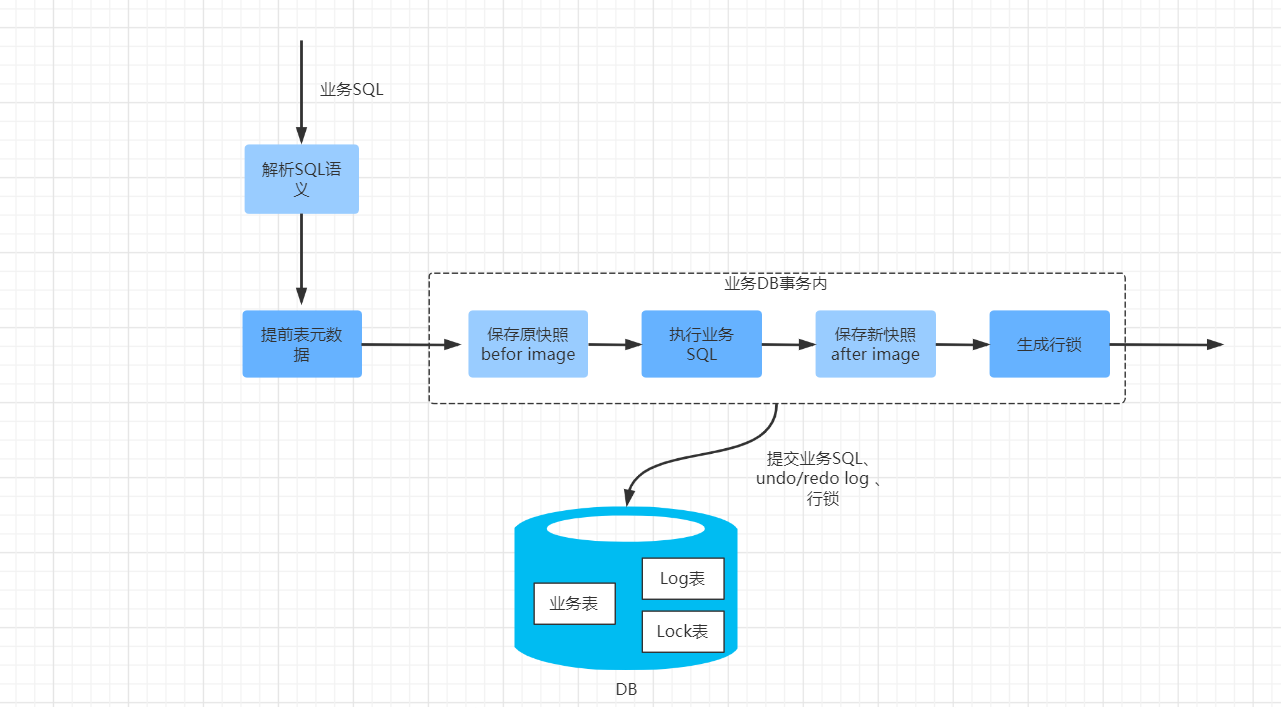 业务SQL
解析SQL语
义
提前表元数
据
业务DB事务内
保存原快照
befor image
执行业务
SQL
保存新快照
after image
生成行锁
提交业务SQL、
undo/redo log 、
行锁
业务表
Log表
Lock表
DB